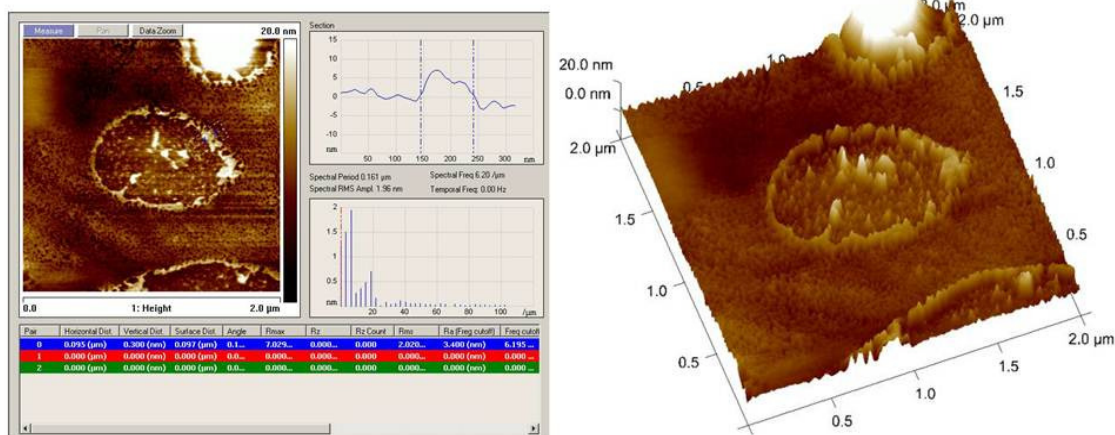 Measure Pan Data Zoom 20.0 nm
0.0 1: Height 2.0 µm
Section
15
10
5
0
-5
-10
nm
50 100 150 200 250 300 nm
Spectral Period 0.161 µm Spectral Freq 6.20 /µm
Spectral RMS Ampl. 1.96 nm Temporal Freq 0.00 Hz
2
1.5
1
0.5
nm
20 40 60 80 100 /µm
Pair Horizontal Dist. Vertical Dist. Surface Dist. Angle Rmax Rz Rz Count Rms Ra (Freq cutoff) Freq cutoff
0 0.095 (µm) 0.300 (nm) 0.097 (µm) 0.1... 7.029... 0.000... 0.000 2.020... 3.400 (nm) 6.195 ...
1 0.000 (µm) 0.000 (nm) 0.000 (µm) 0.0... 0.000... 0.000... 0.000 0.000... 0.000 (nm) 0.000 ...
2 0.000 (µm) 0.000 (nm) 0.000 (µm) 0.0... 0.000... 0.000... 0.000 0.000... 0.000 (nm) 0.000 ...
20.0 nm
0.0 nm
2.0 µm
1.5
1.0
0.5
0.5
1.0
2.0 µm
1.5
1.0
0.5
0.5
1.0
1.5
2.0 µm